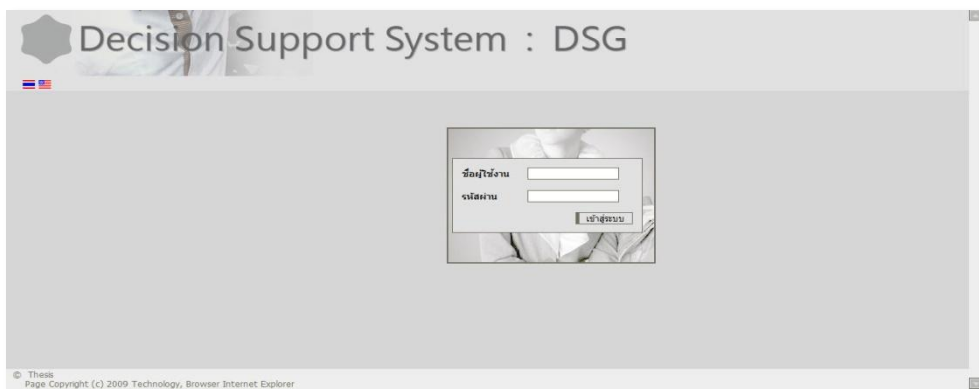 Decision Support System : DSG
ชื่อผู้ใช้งาน
รหัสผ่าน
เข้าสู่ระบบ
© Thesis
Page Copyright (c) 2009 Technology, Browser Internet Explorer